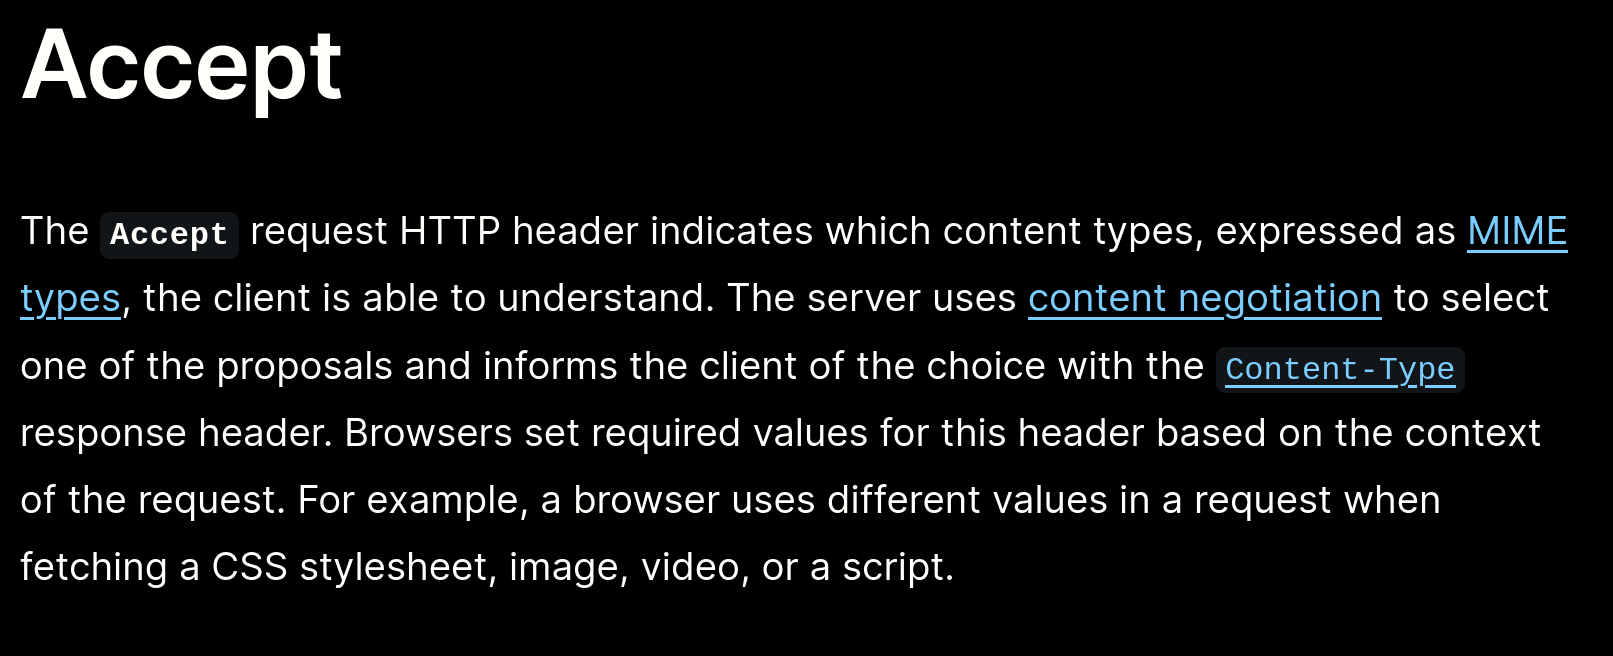 Accept
The Accept request HTTP header indicates which content types, expressed as MIME
types, the client is able to understand. The server uses content negotiation to select
one of the proposals and informs the client of the choice with the Content-Type
response header. Browsers set required values for this header based on the context
of the request. For example, a browser uses different values in a request when
fetching a CSS stylesheet, image, video, or a script.